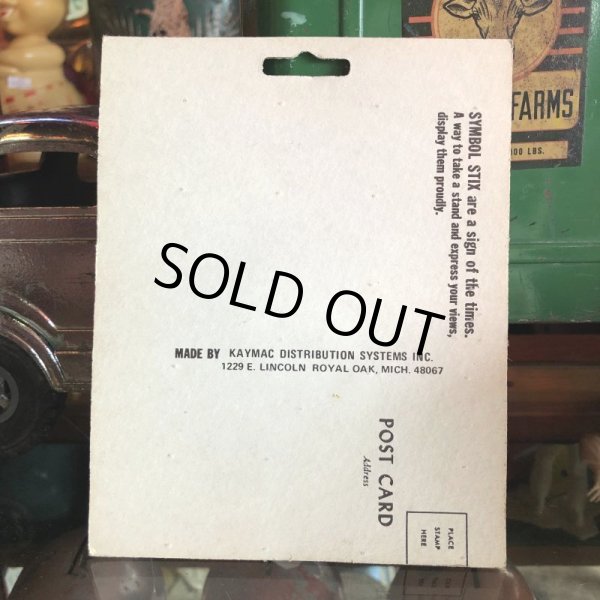 SYMBOL STIX are a sign of the times.
A way to take a stand and express your views,
display them proudly.
SOLD OUT
MADE BY KAYMAC DISTRIBUTION SYSTEMS INC.
1229 E. LINCOLN ROYAL OAK, MICH. 48067
POST CARD
Address
PLACE
STAMP
HERE
FARMS
LBS.